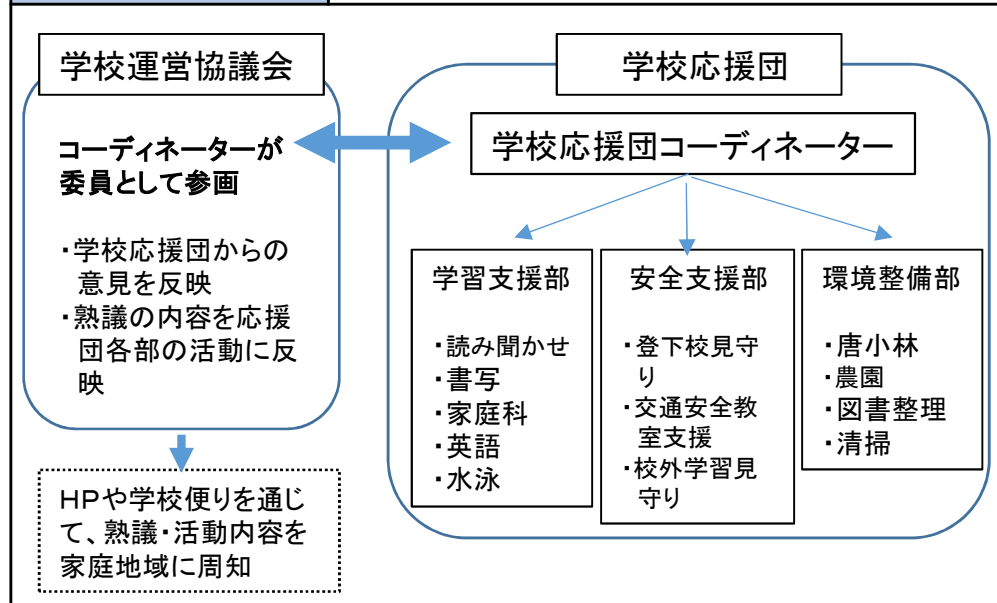 学校運営協議会
コーディネーターが
委員として参画
・学校応援団からの
意見を反映
・熟議の内容を応援
団各部の活動に反
映
HPや学校便りを通じ
て、熟議・活動内容を
家庭地域に周知
学校応援団
学校応援団コーディネーター
学習支援部
・読み聞かせ
・書写
・家庭科
・英語
・水泳
安全支援部
・登下校見守
り
・交通安全教
室支援
・校外学習見
守り
環境整備部
・唐小林
・農園
・図書整理
・清掃